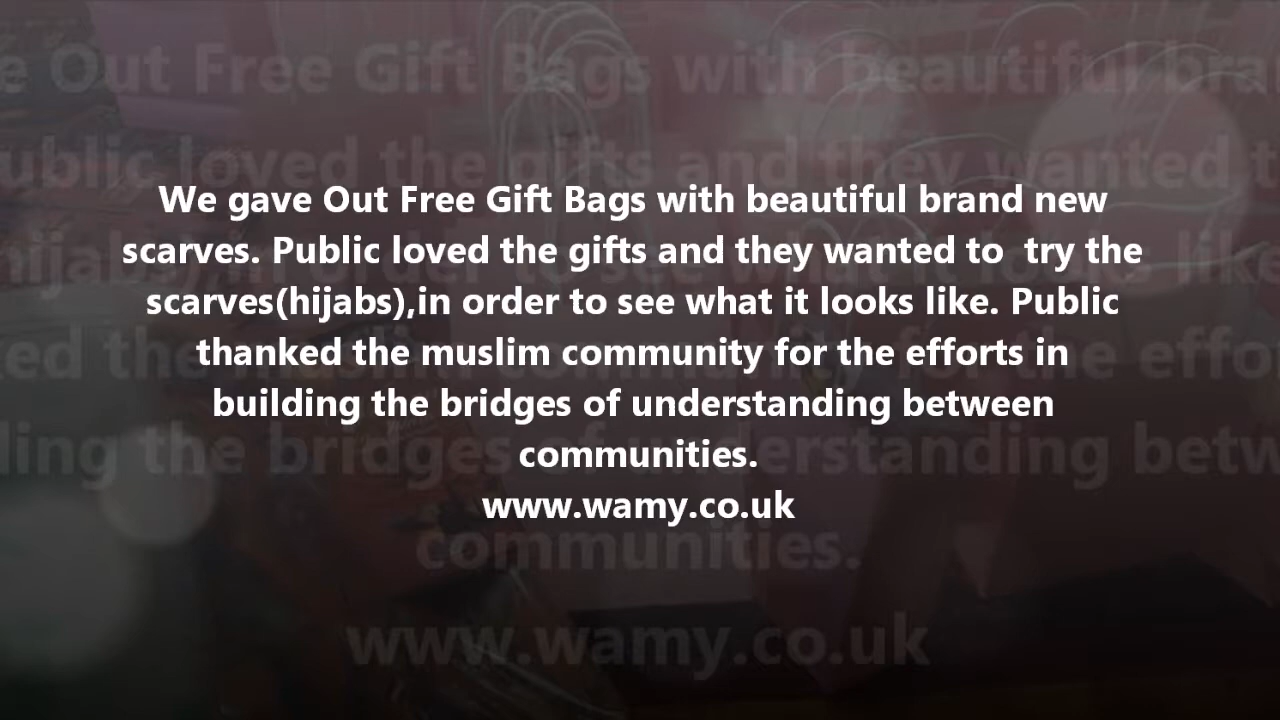 We gave Out Free Gift Bags with beautiful brand new
scarves. Public loved the gifts and they wanted to  try the
scarves(hijabs),in order to see what it looks like. Public
thanked the muslim community for the efforts in
building the bridges of understanding between
communities.
www.wamy.co.uk